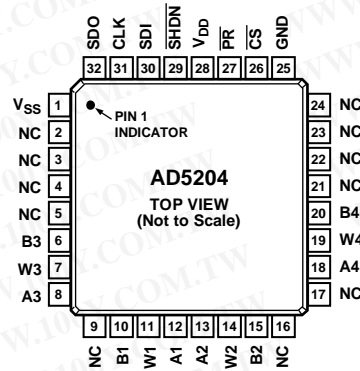 SDO CLK SDI SHDN VDD PR CS GND
32 31 30 29 28 27 26 25
VSS 1
NC 2
NC 3
NC 4
NC 5
B3 6
W3 7
A3 8
PIN 1
INDICATOR
AD5204
TOP VIEW
(Not to Scale)
24 NC
23 NC
22 NC
21 NC
20 B4
19 W4
18 A4
17 NC
9 10 11 12 13 14 15 16
NC B1 W1 A1 A2 W2 B2 NC